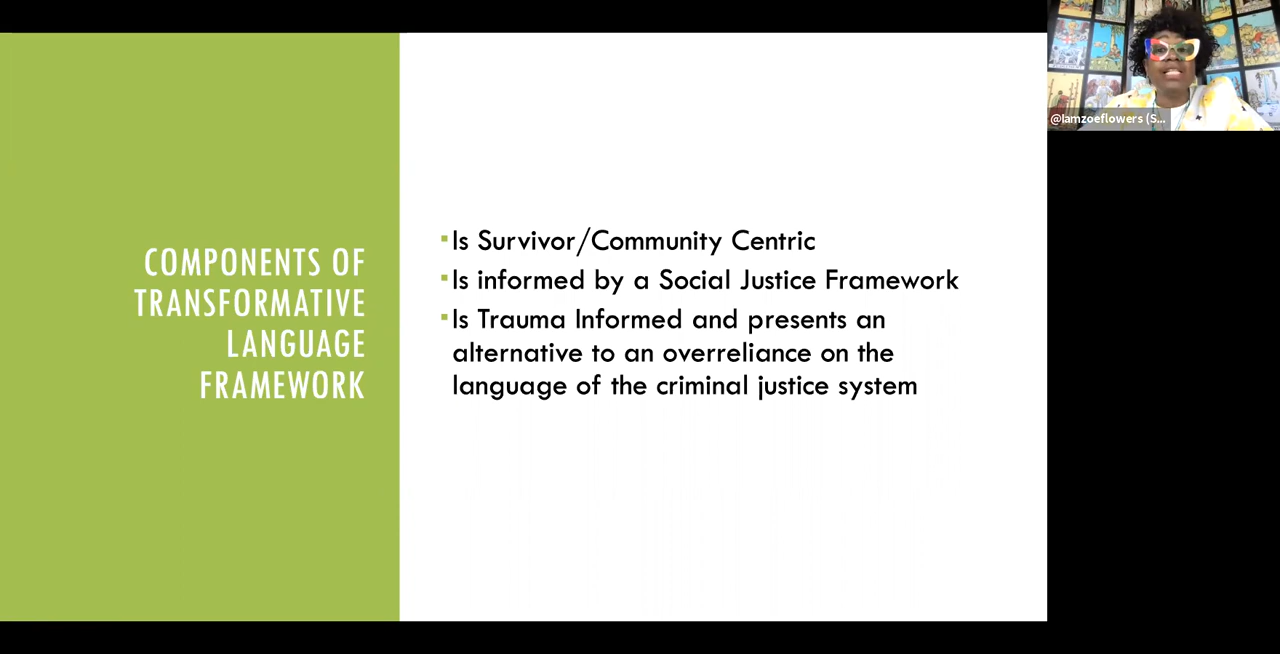 @Iamzoeflowers (S...
COMPONENTS OF
TRANSFORMATIVE
LANGUAGE
FRAMEWORK
▪Is Survivor/Community Centric
▪Is informed by a Social Justice Framework
▪Is Trauma Informed and presents an
alternative to an overreliance on the
language of the criminal justice system